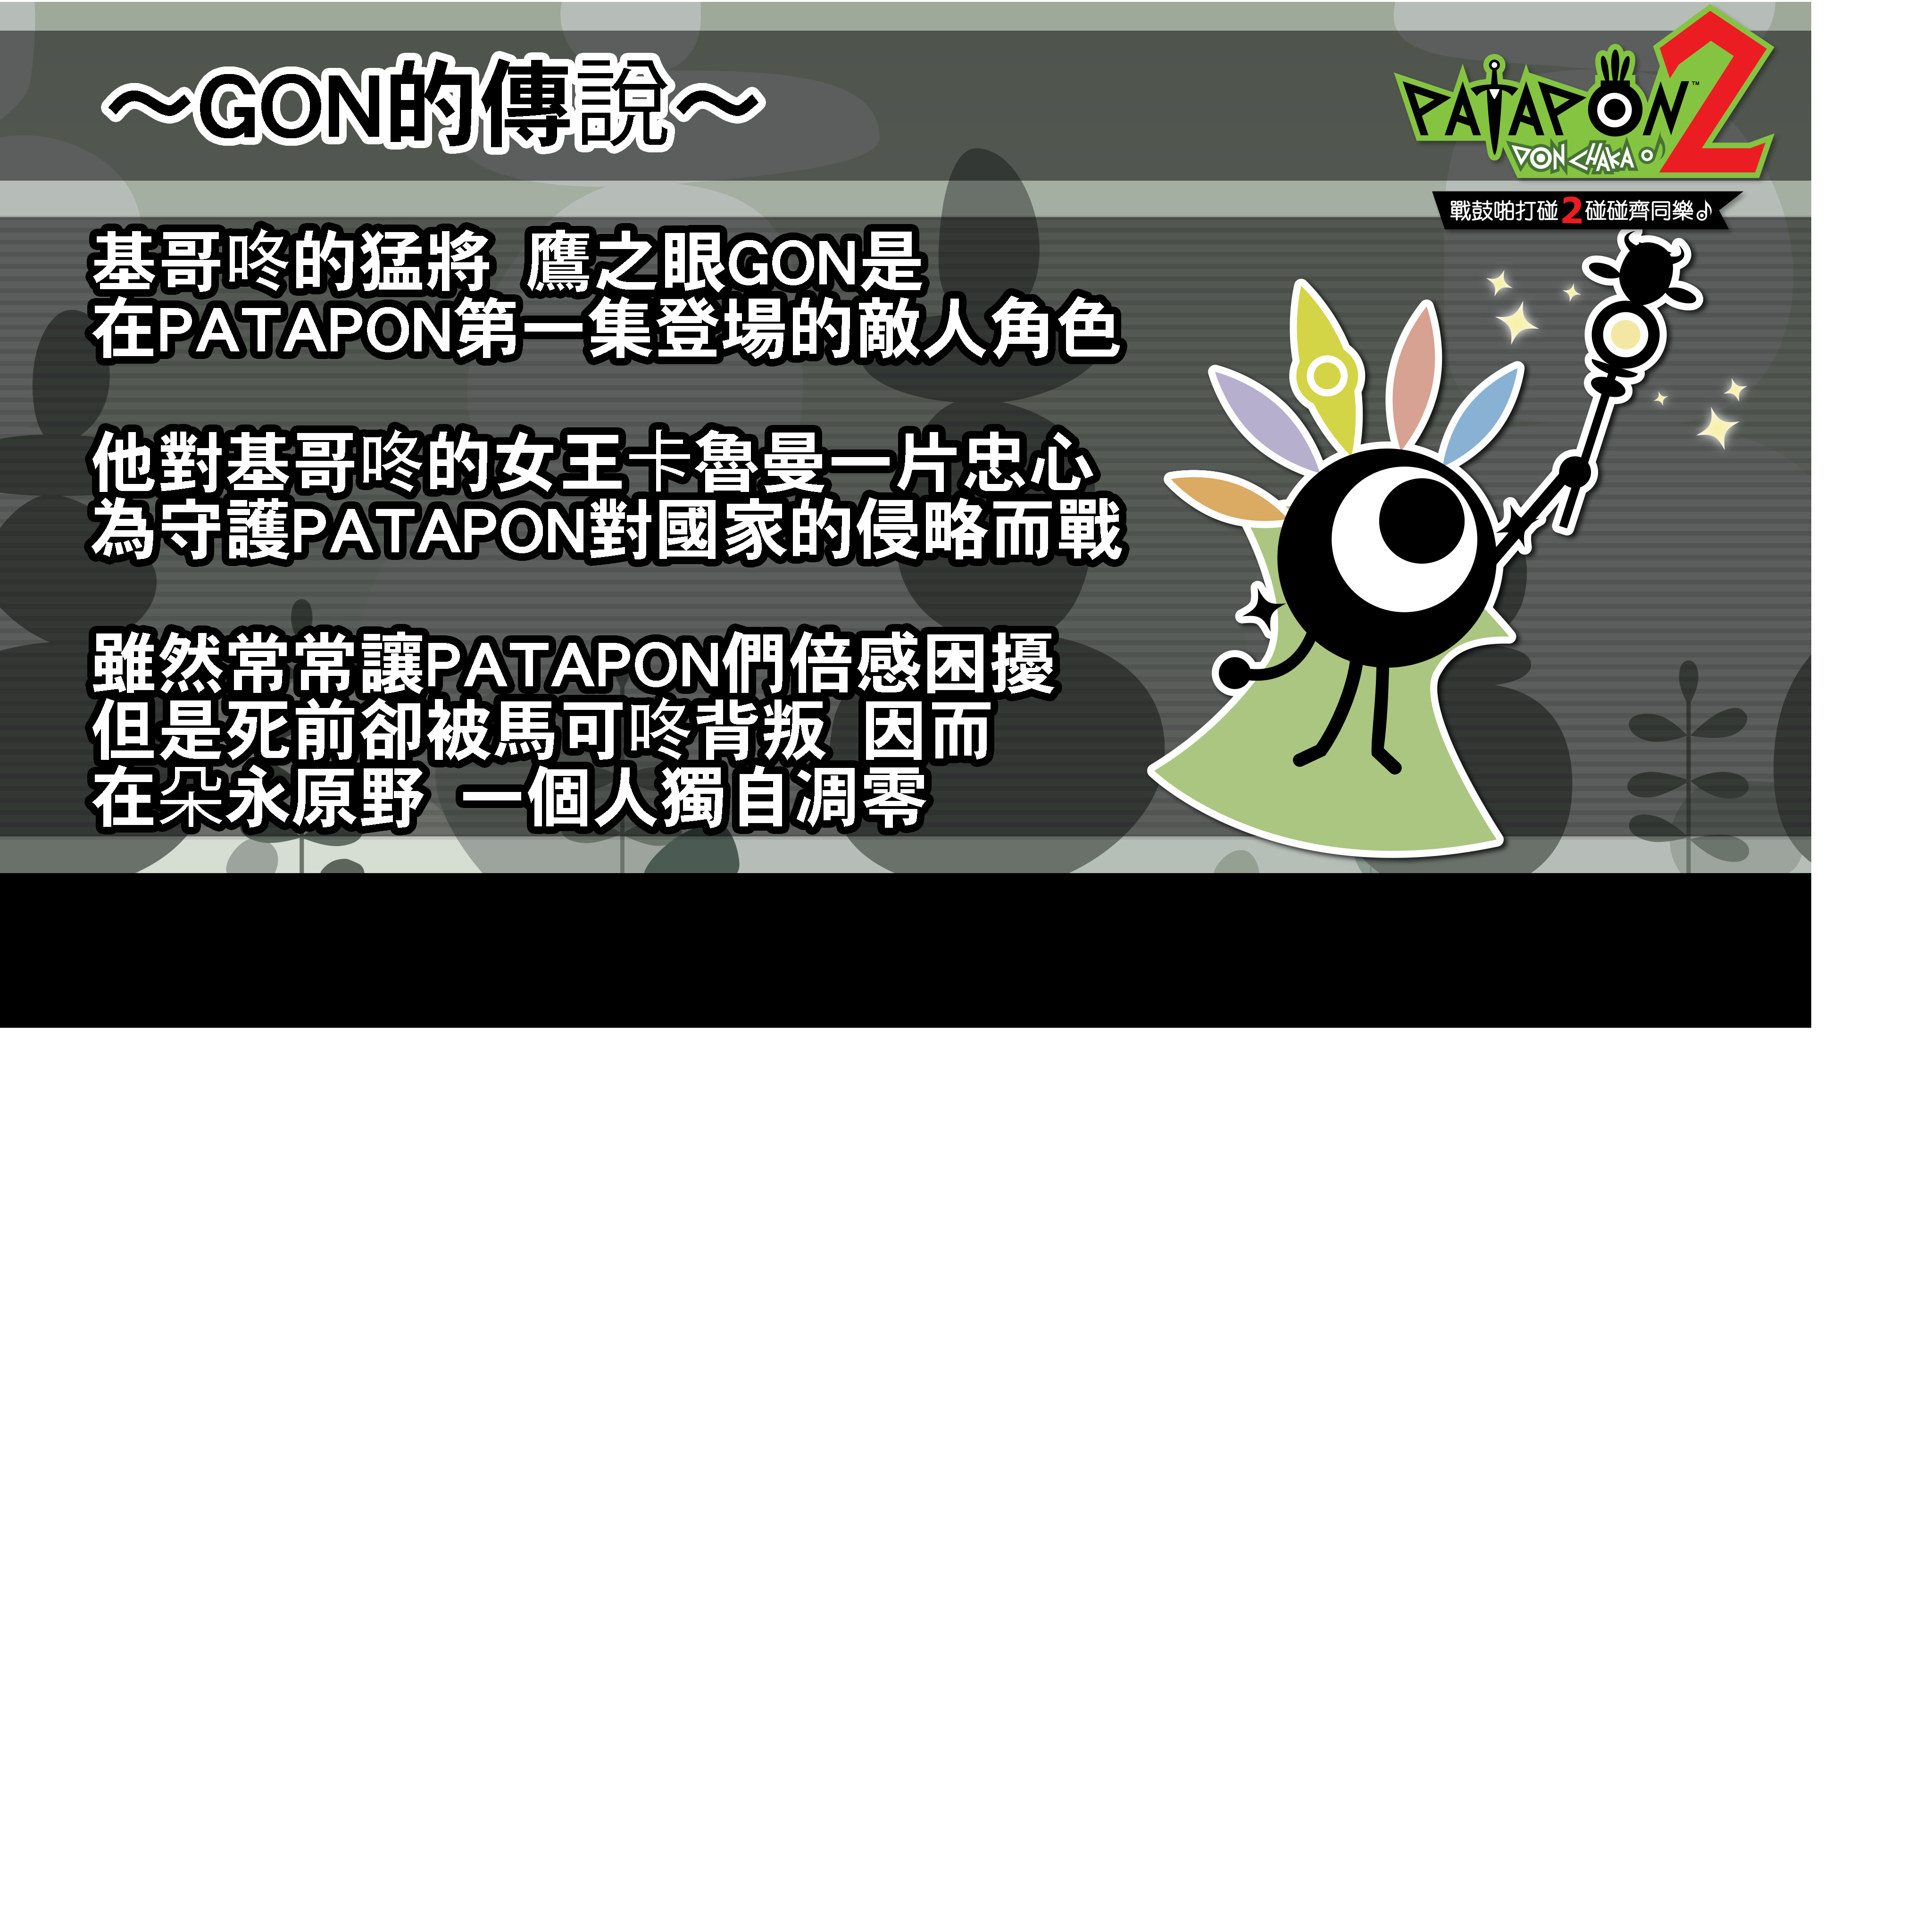 ～GON的傳說～
PATAPON2™
DON CHAKA♪
戰鼓啪打碰2碰碰齊同樂♪
基哥咚的猛將 鷹之眼GON是
在PATAPON第一集登場的敵人角色
他對基哥咚的女王卡魯曼一片忠心
為守護PATAPON對國家的侵略而戰
雖然常常讓PATAPON們倍感困擾
但是死前卻被馬可咚背叛 因而
在朵永原野 一個人獨自凋零